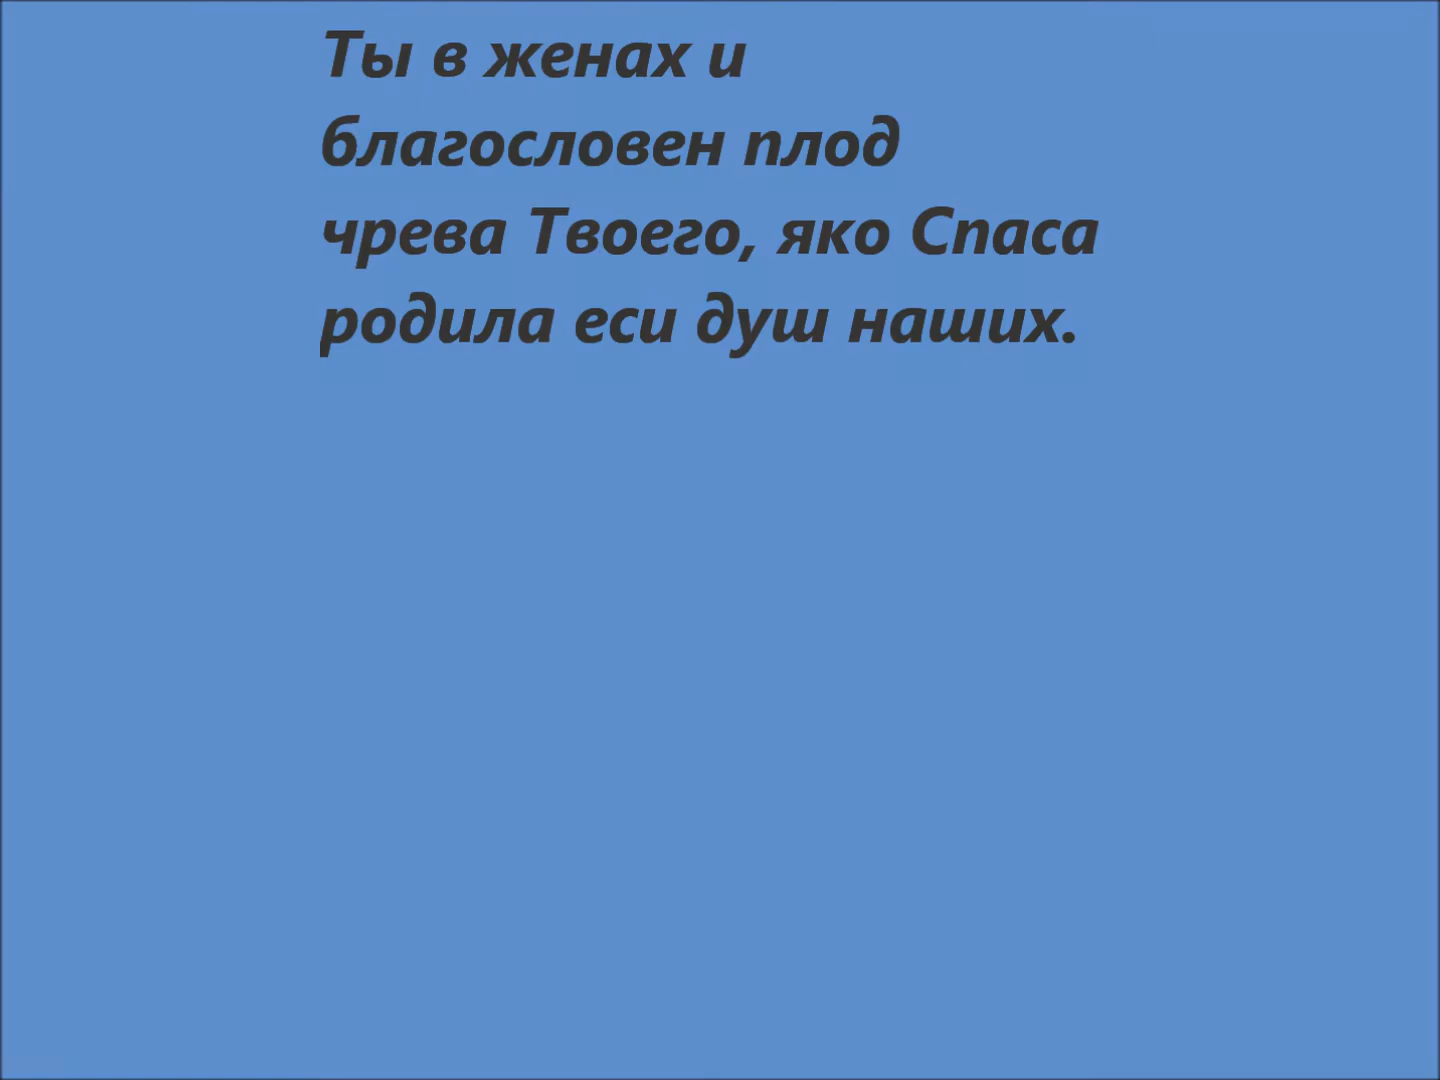 Ты в женах и
благословен плод
чрева Твоего, яко Спаса
родила еси душ наших.